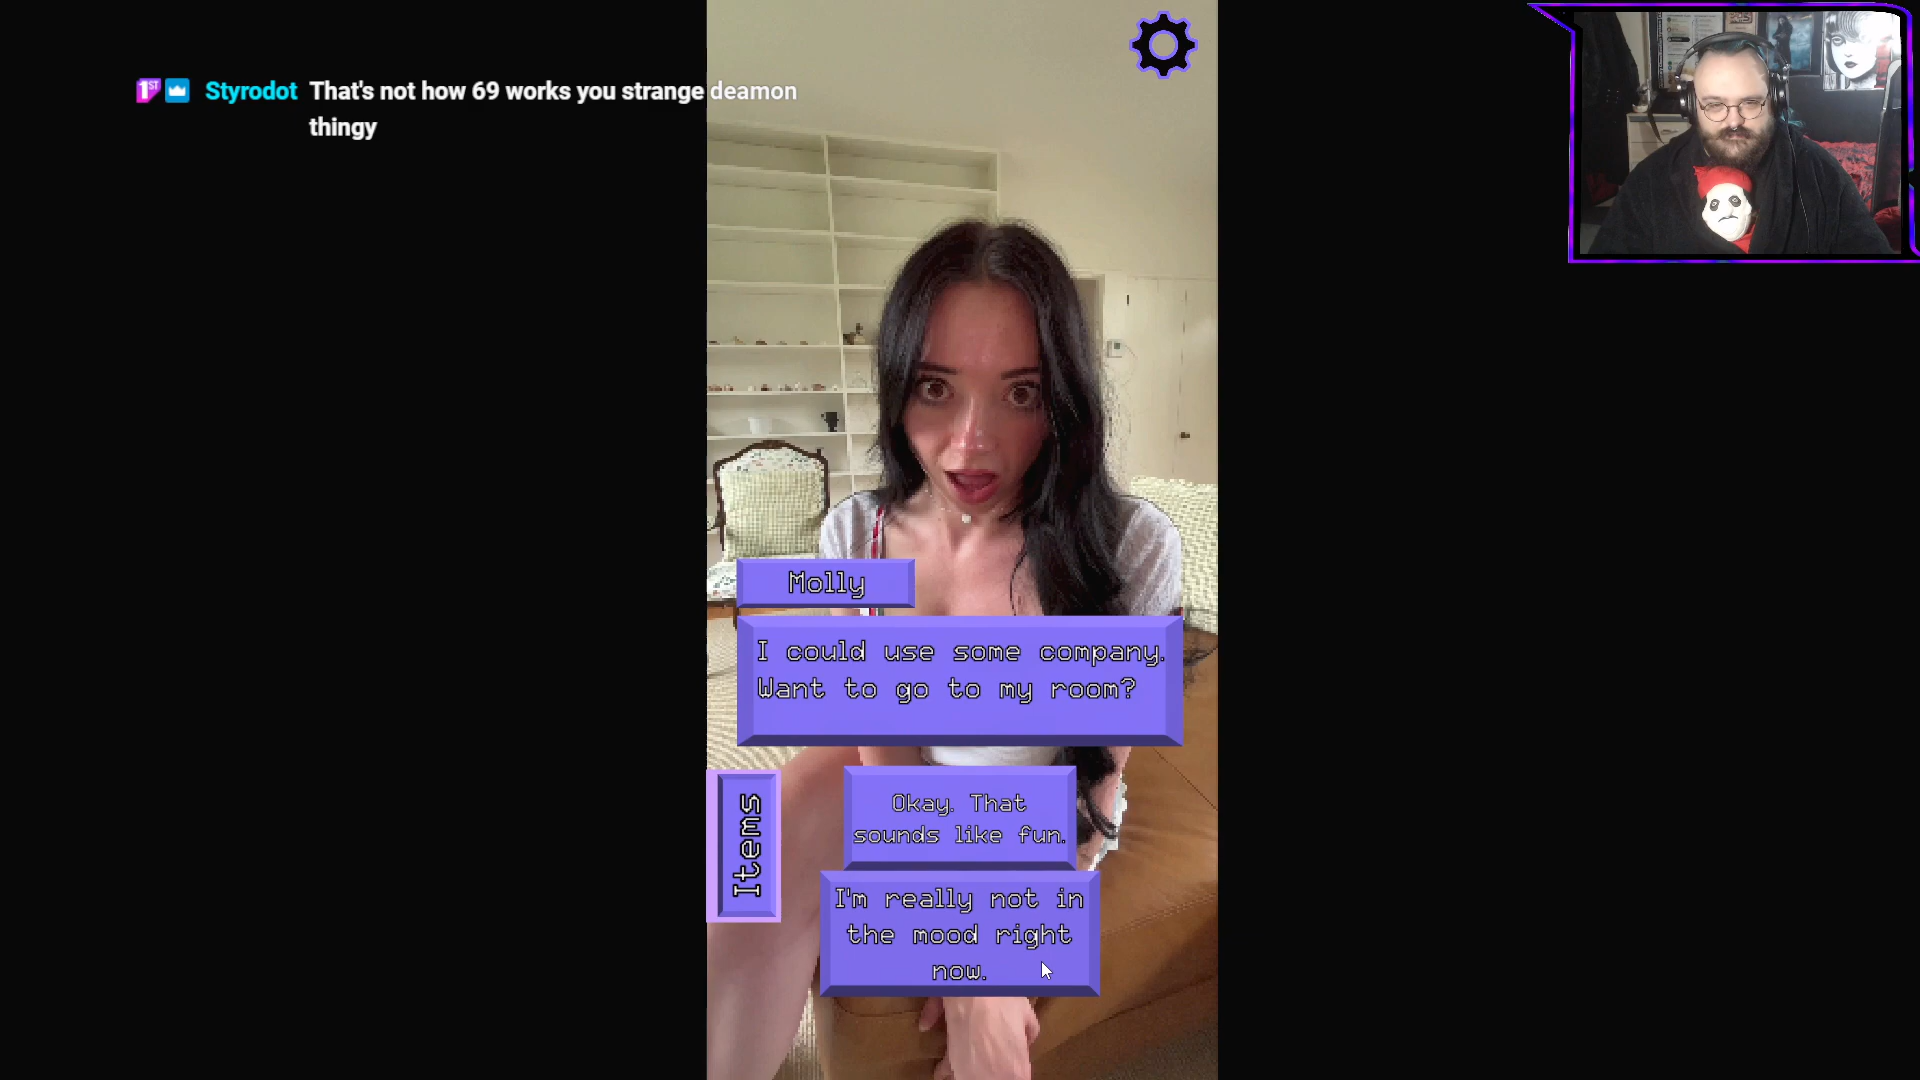 1ST Styrodot That's not how 69 works you strange deamon
thingy
Molly
I could use some company.
Want to go to my room?
Items
Okay. That
sounds like fun.
I'm really not in
the mood right
now.